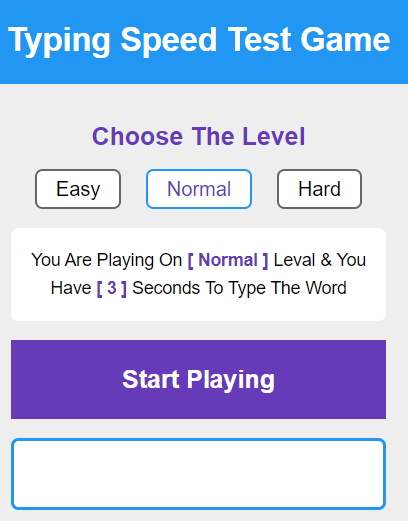 Typing Speed Test Game
Choose The Level
Easy Normal Hard
You Are Playing On [ Normal ] Leval & You
Have [ 3 ] Seconds To Type The Word
Start Playing